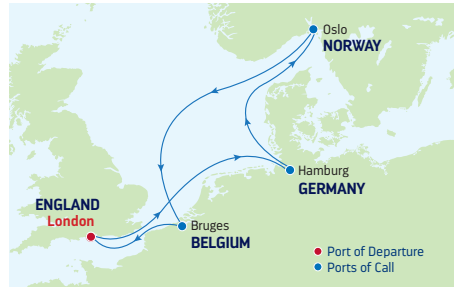 Oslo
NORWAY
Hamburg
GERMANY
ENGLAND
London
Bruges
BELGIUM
Port of Departure
Ports of Call